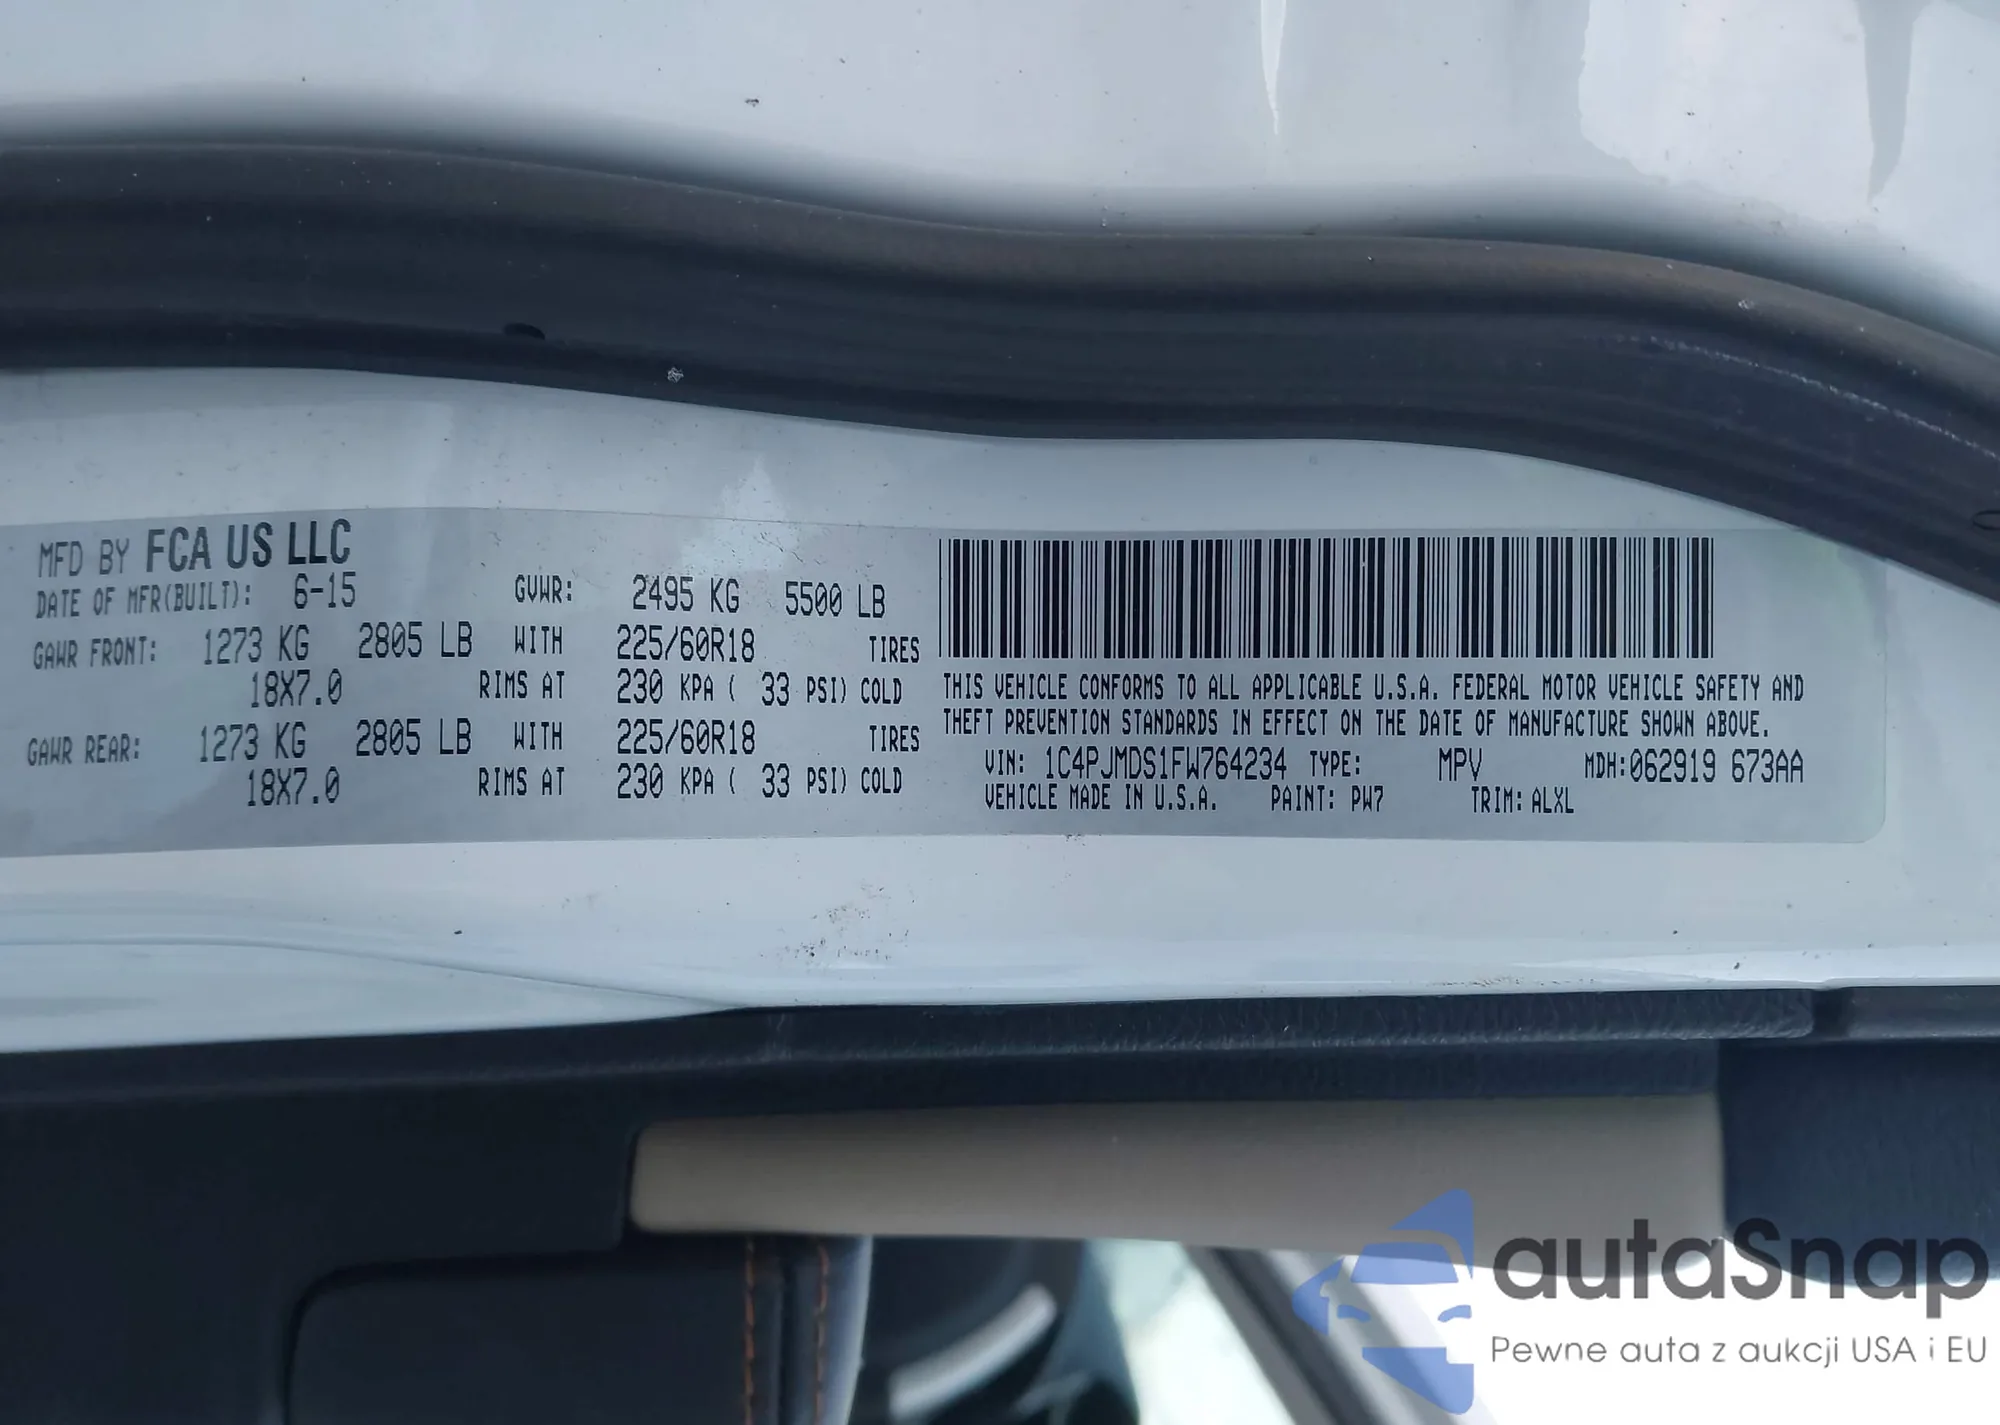 MFD BY FCA US LLC
DATE OF MFR(BUILT): 6-15 GVWR: 2495 KG 5500 LB
GAWR FRONT: 1273 KG 2805 LB WITH 225/60R18 TIRES
18X7.0 RIMS AT 230 KPA ( 33 PSI) COLD
GAWR REAR: 1273 KG 2805 LB WITH 225/60R18 TIRES
18X7.0 RIMS AT 230 KPA ( 33 PSI) COLD
THIS VEHICLE CONFORMS TO ALL APPLICABLE U.S.A. FEDERAL MOTOR VEHICLE SAFETY AND
THEFT PREVENTION STANDARDS IN EFFECT ON THE DATE OF MANUFACTURE SHOWN ABOVE.
VIN: 1C4PJMDS1FW764234 TYPE: MPV MDH:062919 673AA
VEHICLE MADE IN U.S.A. PAINT: PW7 TRIM: ALXL
autaSnap
Pewne auta z aukcji USA i EU